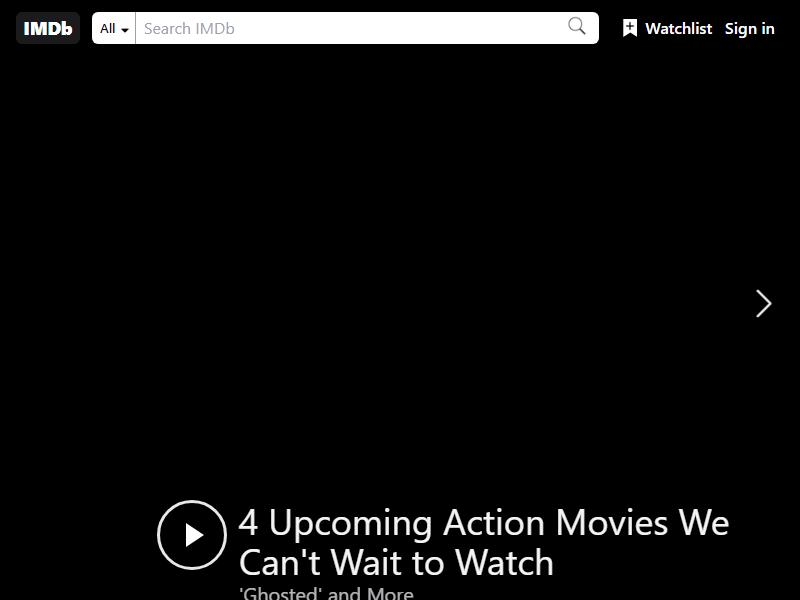 IMDb
All
Search IMDb
Watchlist
Sign in
4 Upcoming Action Movies We
Can't Wait to Watch
'Ghosted' and More